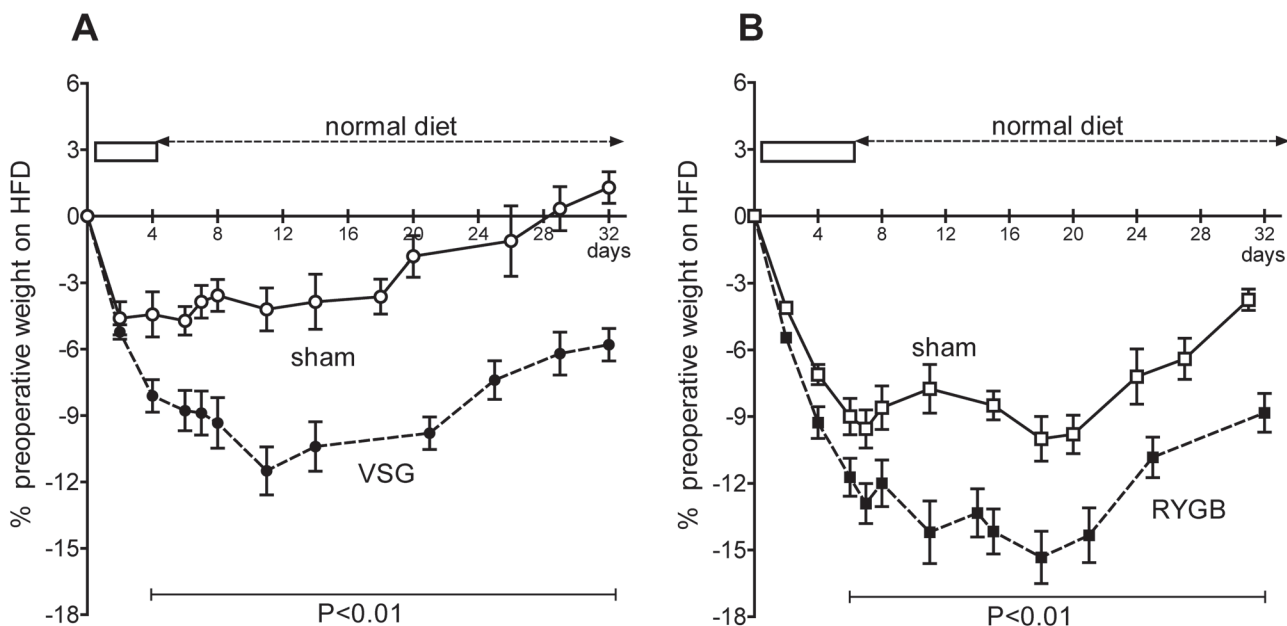 A
% preoperative weight on HFD
6
3
0
-3
-6
-9
-12
-15
-18
normal diet
4 8 12 16 20 24 28 32
days
sham
VSG
P<0.01
B
% preoperative weight on HFD
6
3
0
-3
-6
-9
-12
-15
-18
normal diet
4 8 12 16 20 24 28 32
days
sham
RYGB
P<0.01